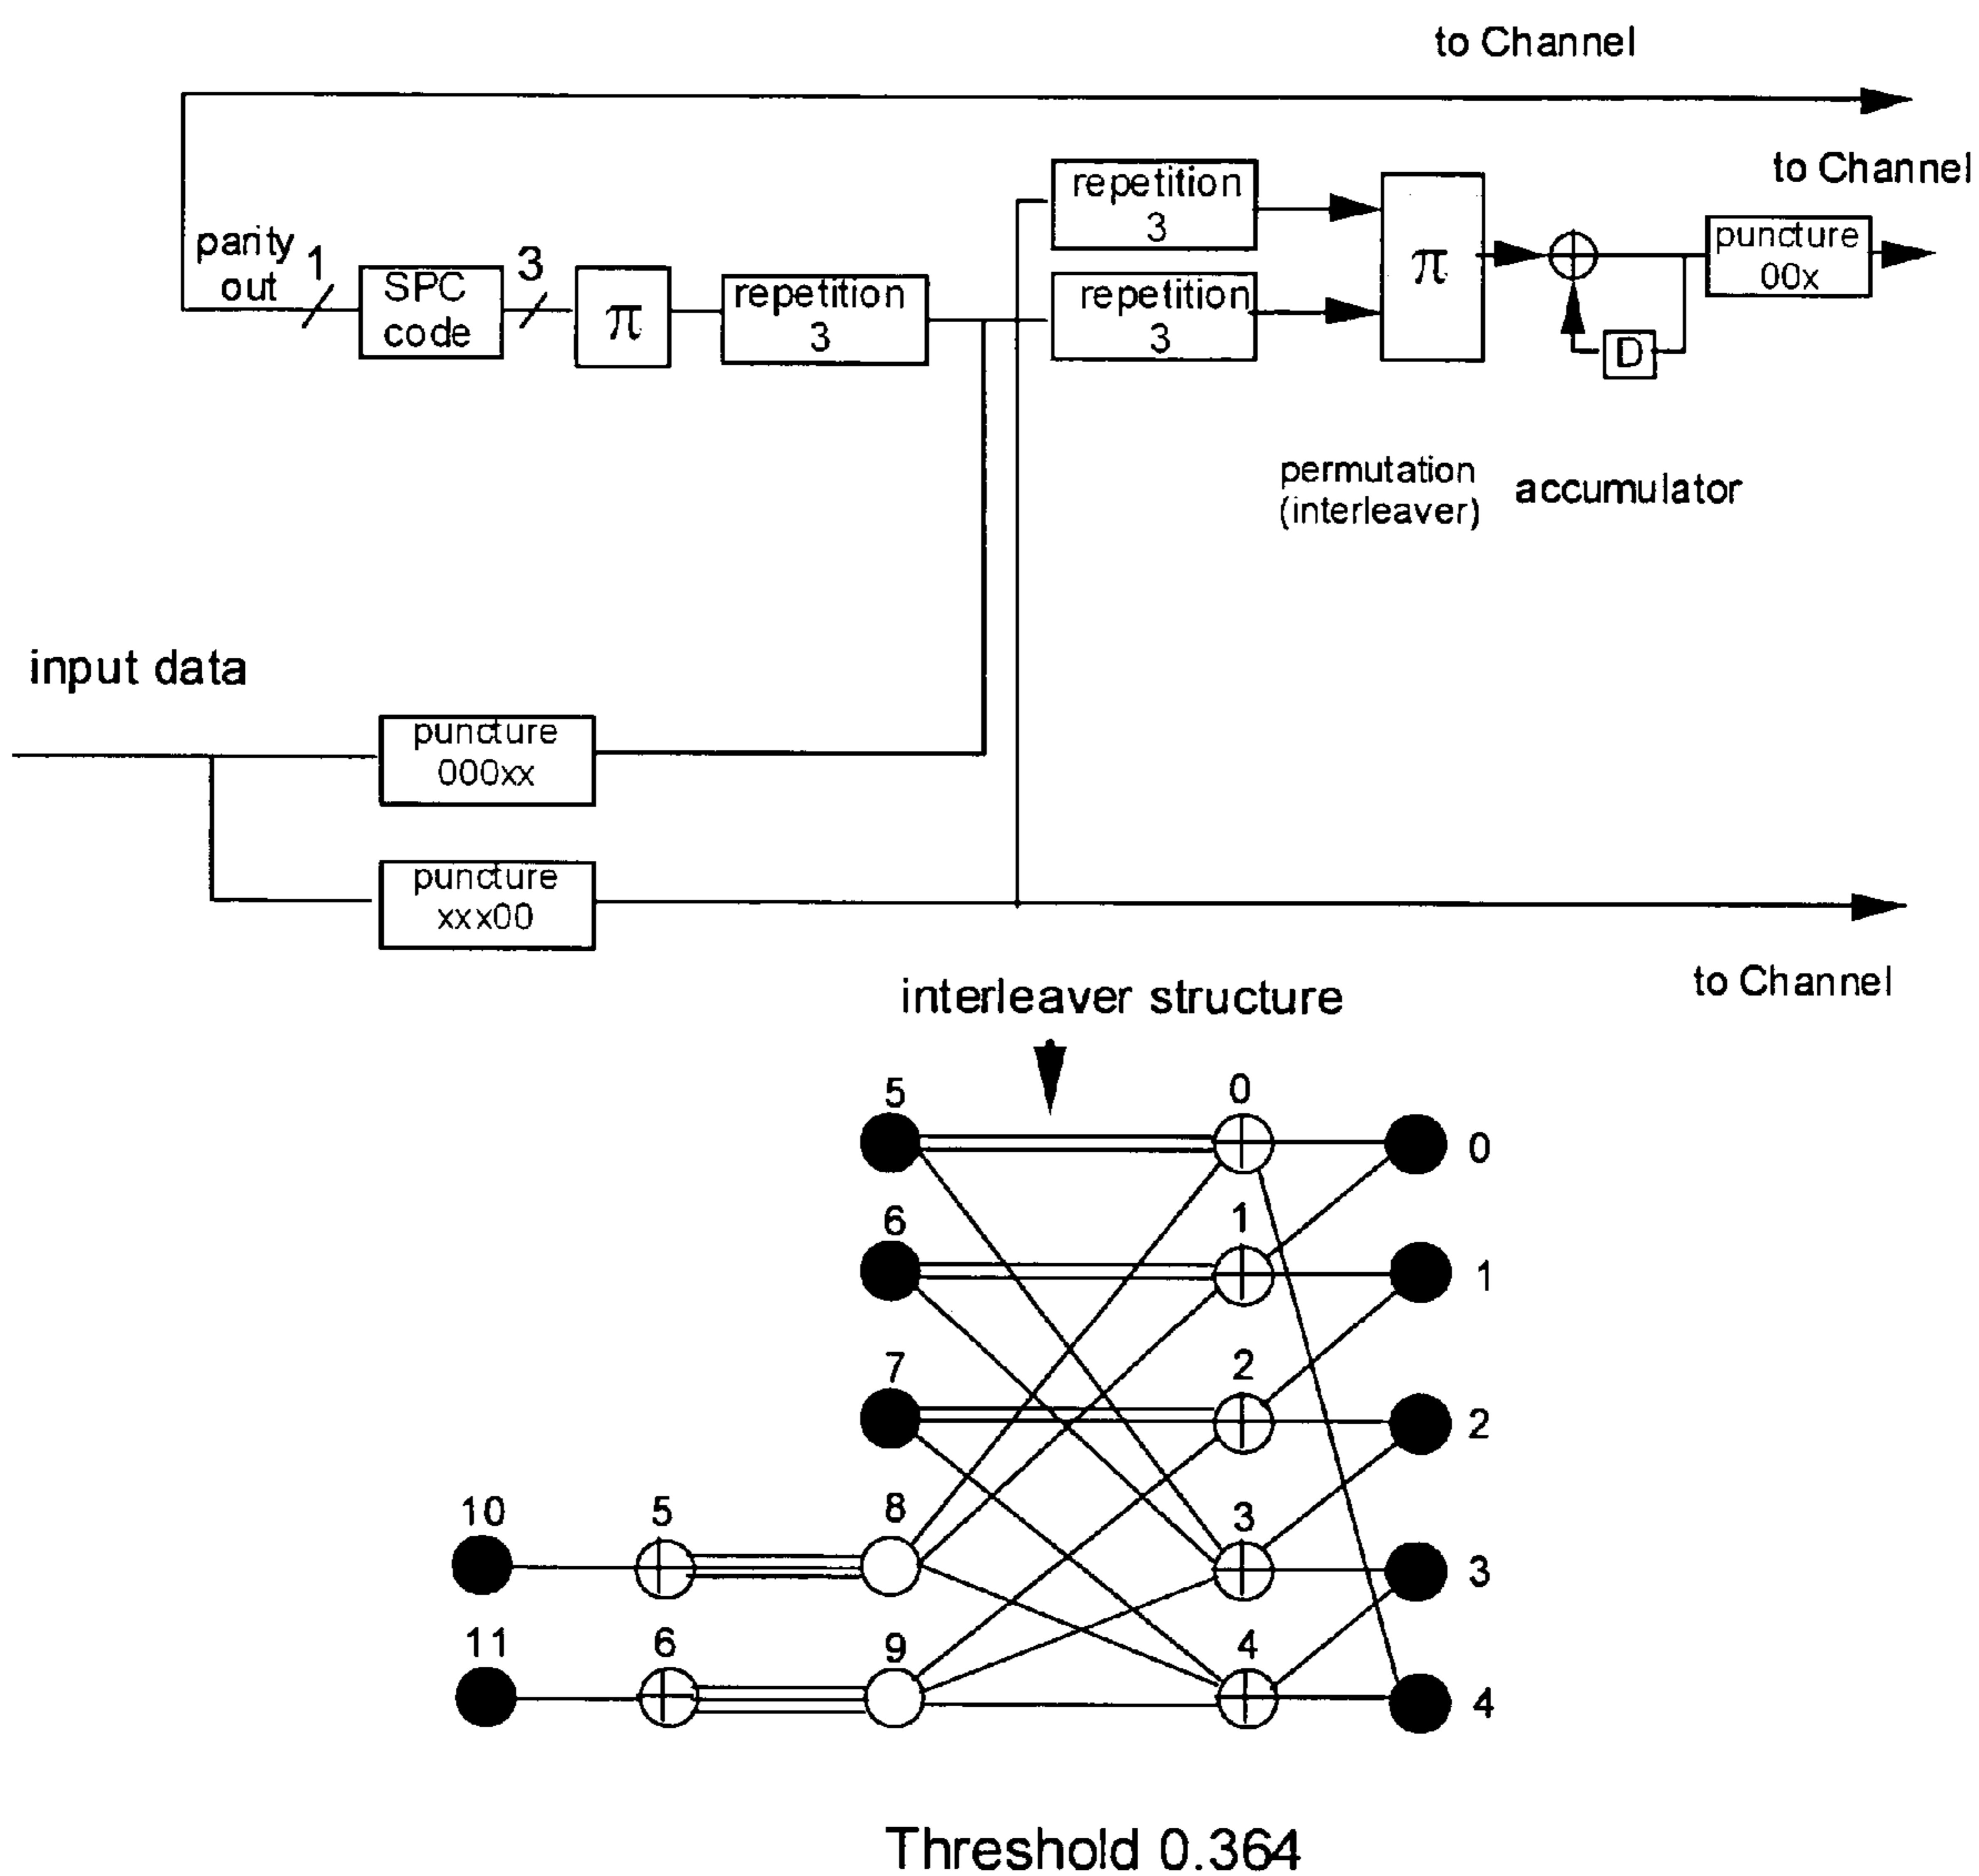 to Channel
to Channel
repetition
3
parity
out
1
SPC
code
3
π
repetition
3
repetition
3
π
puncture
00x
D
permutation
(interleaver)
accumulator
input data
puncture
000xx
puncture
xxx00
to Channel
interleaver structure
5
0
0
6
1
1
7
2
2
10
5
8
3
3
11
6
9
4
4
Threshold 0.364